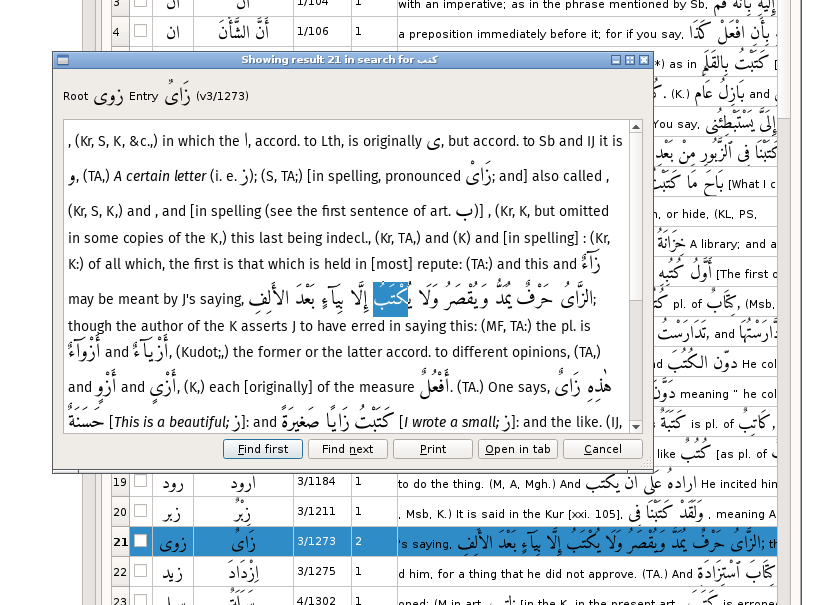 3 ان 1/104 1 with an imperative; as in the phrase mentioned by Sb,
4 ان أَنَّ الشَّأْنَ 1/106 1 a preposition immediately before it; for if you say, بِأَنِ افْعَلْ كَذَا
Showing result 21 in search for كتب
Root زوى Entry زَاىٌ (v3/1273)
, (Kr, S, K, &c.,) in which the ا, accord. to Lth, is originally ى, but accord. to Sb and IJ it is
و, (TA,) A certain letter (i. e. ز); (S, TA;) [in spelling, pronounced زَاىْ; and] also called ,
(Kr, S, K,) and , and [in spelling (see the first sentence of art. ب)] , (Kr, K, but omitted
in some copies of the K,) this last being indecl., (Kr, TA,) and (K) and [in spelling] : (Kr,
K:) of all which, the first is that which is held in [most] repute: (TA:) and this and زَآءٌ
may be meant by J's saying, الزَّاىُ حَرْفٌ يُمَدُّ وَيُقْصَرُ وَلَا يُكْتَبُ إِلَّا بِيَآءٍ بَعْدَ الأَلِفِ;
though the author of the K asserts J to have erred in saying this: (MF, TA:) the pl. is
أَزْوَآءٌ and أَزْيَآءٌ, (Kudot;,) the former or the latter accord. to different opinions, (TA,)
and أَزْوٍ and أَزْىٍ, (K,) each [originally] of the measure أَفْعُلٌ. (TA.) One says, هٰذِهِ زَاىٌ
حَسَنَةٌ [This is a beautiful; ز]: and كَتَبْتُ زَايًا صَغِيرَةً [I wrote a small; ز]: and the like. (IJ,
Find first Find next Print Open in tab Cancel
as in كَتَبْتُ بِالقَلَمِ
(K.) بَازِلُ عَامٍ and
You say, إِلَىَّ يَسْتَبْطِئُنِى
كَتَبْنَا فِى ٱلزَّبُورِ مِنْ بَعْدِ
بَاحَ مَا كَتَبْتُ [What I c
, or hide, (KL, PS,
خِزَانَةُ A library; and a
أَوَّلُ كُتُبِهِ [The first o
pl. of كِتَابٌ, (Msb,
دَارَسْتُهَا, and تَدَارَسْتُ
and دوّن الكُتُب He col
دَوَّنَ meaning " he col
كَتَبَةٌ is pl. of كَاتِبٌ,
like كُتُبٌ [as pl. of
19 رود ارود 3/1184 1 to do the thing. (M, A, Mgh.) And اراده على ان يكتب He incited him
20 زبر زِبْرٌ 3/1211 1 , Msb, K.) It is said in the Kur [xxi. 105], وَلَقَدْ كَتَبْنَا فِى , meaning A
21 زوى زَاىٌ 3/1273 2 's saying, الزَّاىُ حَرْفٌ يُمَدُّ وَيُقْصَرُ وَلَا يُكْتَبُ إِلَّا بِيَآءٍ بَعْدَ الأَلِفِ; th
22 زيد اِزْدَادَ 3/1275 1 d him, for a thing that he did not approve. (TA.) And كِتَابَ ٱسْتِزَادَةٍ
23 4/1302 1